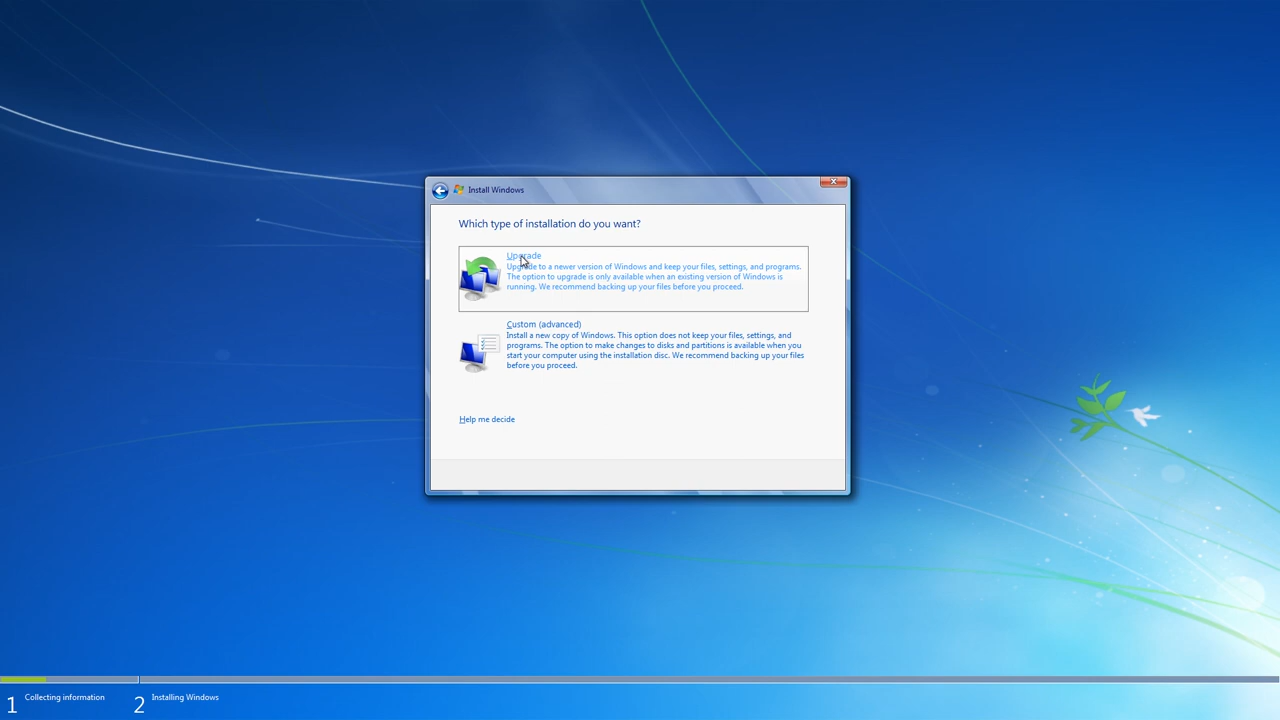 Install Windows
Which type of installation do you want?
Upgrade
Upgrade to a newer version of Windows and keep your files, settings, and programs.
The option to upgrade is only available when an existing version of Windows is
running. We recommend backing up your files before you proceed.
Custom (advanced)
Install a new copy of Windows. This option does not keep your files, settings, and
programs. The option to make changes to disks and partitions is available when you
start your computer using the installation disc. We recommend backing up your files
before you proceed.
Help me decide
1 Collecting information
2 Installing Windows